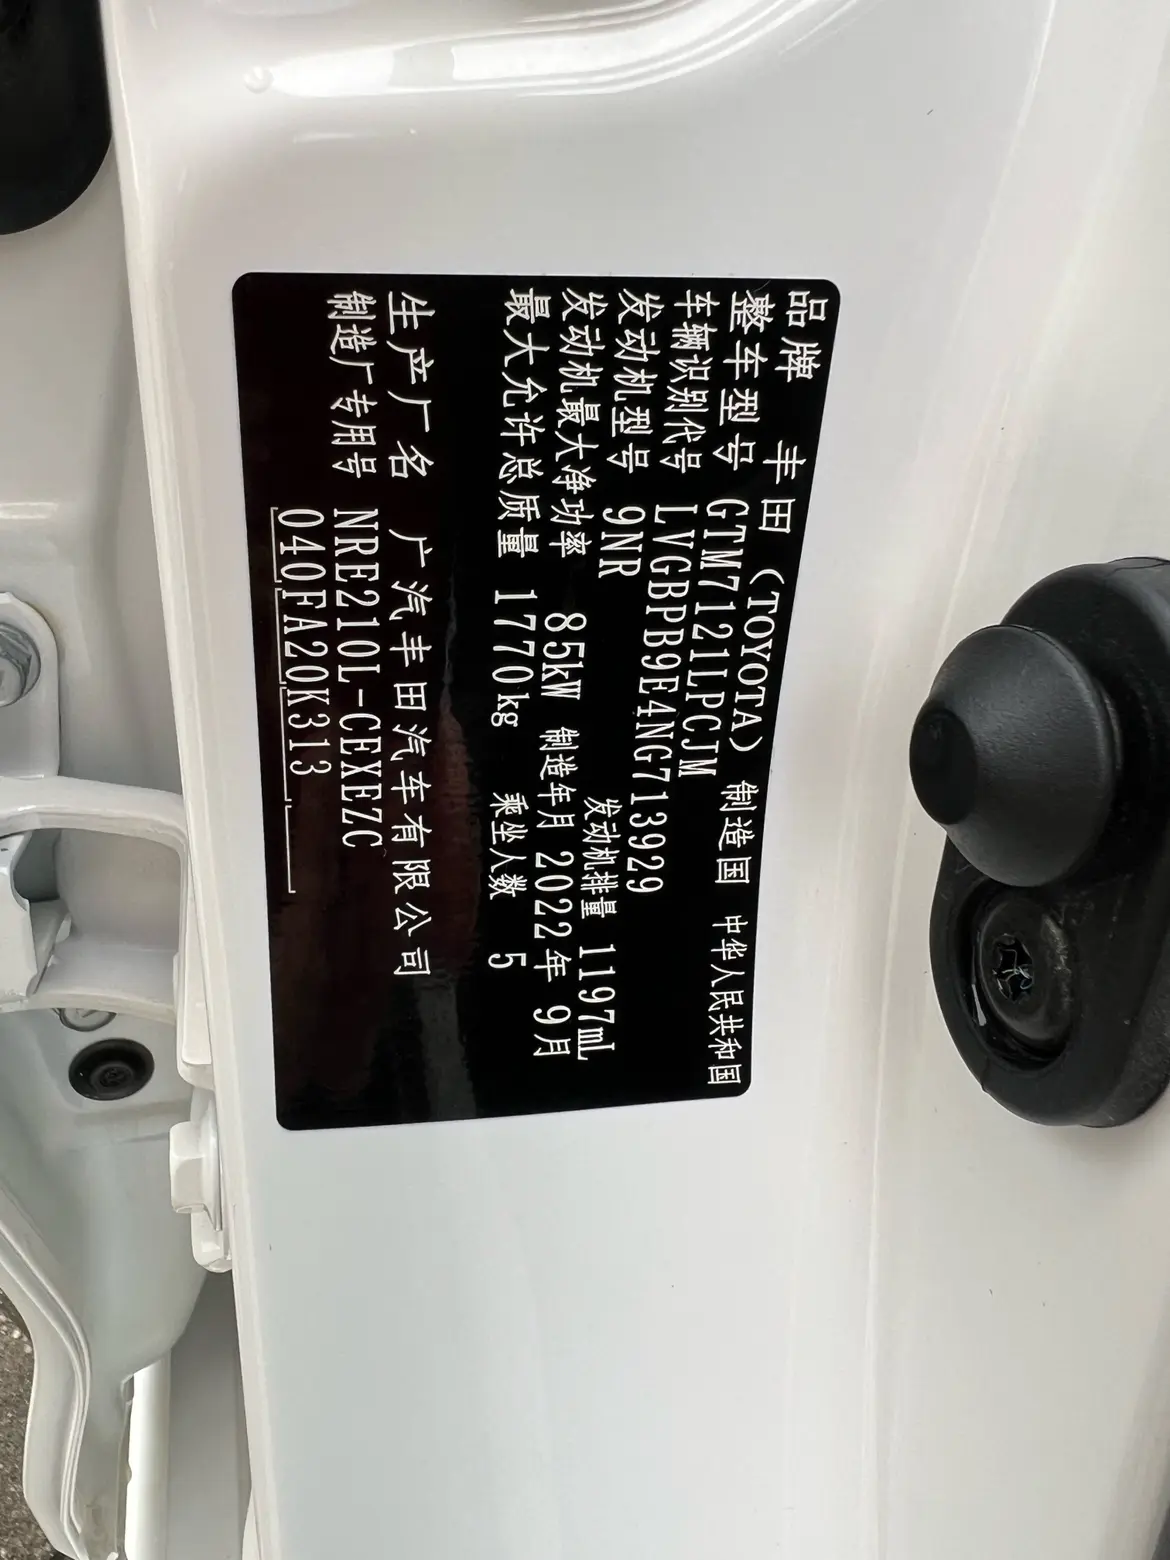 品牌 丰田 (TOYOTA) 制造国 中华人民共和国
整车型号 GTM7121LPCJM
车辆识别代号 LVGBPB9E4NG713929
发动机型号 9NR 发动机排量 1197mL
发动机最大净功率 85kW 制造年月 2022年 9月
最大允许总质量 1770kg 乘坐人数 5
生产厂名 广汽丰田汽车有限公司
制造厂专用号 NRE210L-CEXEZC
040FA20K313